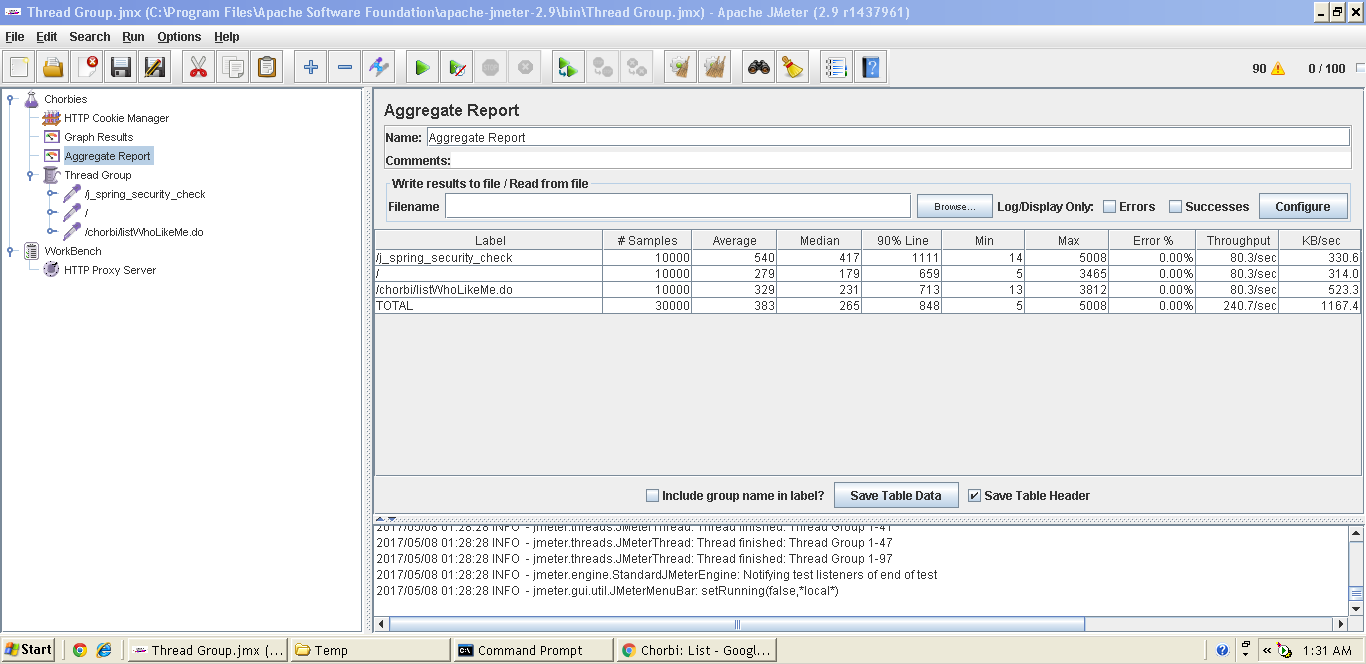 Thread Group.jmx (C:\Program Files\Apache Software Foundation\apache-jmeter-2.9\bin\Thread Group.jmx) - Apache JMeter (2.9 r1437961)
File Edit Search Run Options Help
90 0 / 100
Chorbies
HTTP Cookie Manager
Graph Results
Aggregate Report
Thread Group
/j_spring_security_check
/
/chorbi/listWhoLikeMe.do
WorkBench
HTTP Proxy Server
Aggregate Report
Name: Aggregate Report
Comments:
Write results to file / Read from file
Filename Browse... Log/Display Only: Errors Successes Configure
Label # Samples Average Median 90% Line Min Max Error % Throughput KB/sec
/j_spring_security_check 10000 540 417 1111 14 5008 0.00% 80.3/sec 330.6
/ 10000 279 179 659 5 3465 0.00% 80.3/sec 314.0
/chorbi/listWhoLikeMe.do 10000 329 231 713 13 3812 0.00% 80.3/sec 523.3
TOTAL 30000 383 265 848 5 5008 0.00% 240.7/sec 1167.4
Include group name in label? Save Table Data Save Table Header
2017/05/08 01:28:28 INFO - jmeter.threads.JMeterThread: Thread finished: Thread Group 1-41
2017/05/08 01:28:28 INFO - jmeter.threads.JMeterThread: Thread finished: Thread Group 1-47
2017/05/08 01:28:28 INFO - jmeter.threads.JMeterThread: Thread finished: Thread Group 1-97
2017/05/08 01:28:28 INFO - jmeter.engine.StandardJMeterEngine: Notifying test listeners of end of test
2017/05/08 01:28:28 INFO - jmeter.gui.util.JMeterMenuBar: setRunning(false,*local*)
Start Thread Group.jmx (... Temp Command Prompt Chorbi: List - Googl... 1:31 AM